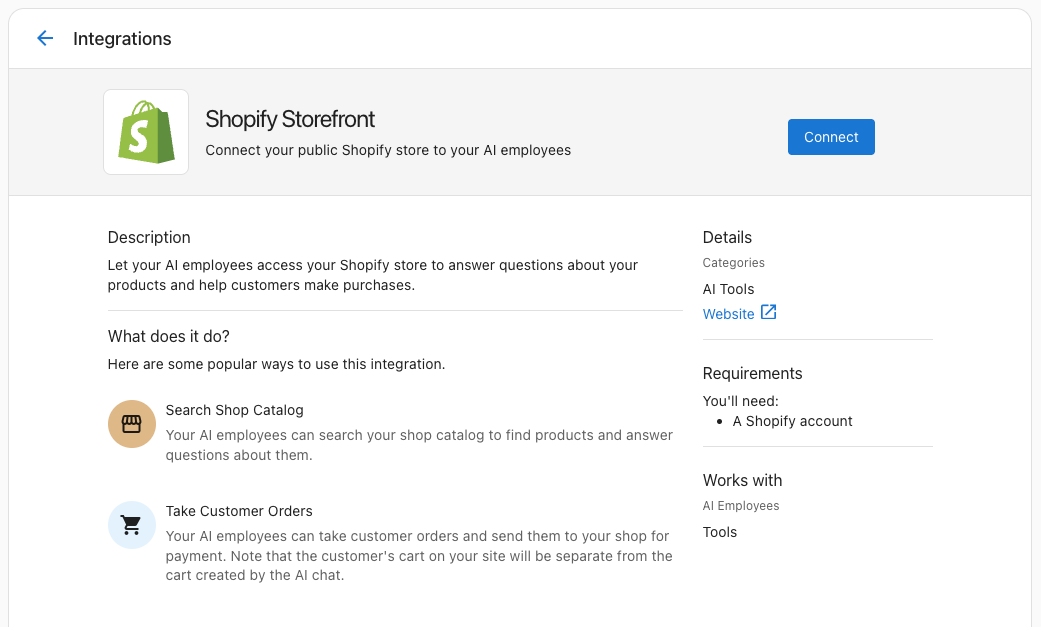 Integrations
Shopify Storefront
Connect your public Shopify store to your AI employees
Connect
Description
Let your AI employees access your Shopify store to answer questions about your
products and help customers make purchases.
What does it do?
Here are some popular ways to use this integration.
Search Shop Catalog
Your AI employees can search your shop catalog to find products and answer
questions about them.
Take Customer Orders
Your AI employees can take customer orders and send them to your shop for
payment. Note that the customer's cart on your site will be separate from the
cart created by the AI chat.
Details
Categories
AI Tools
Website
Requirements
You'll need:
• A Shopify account
Works with
AI Employees
Tools